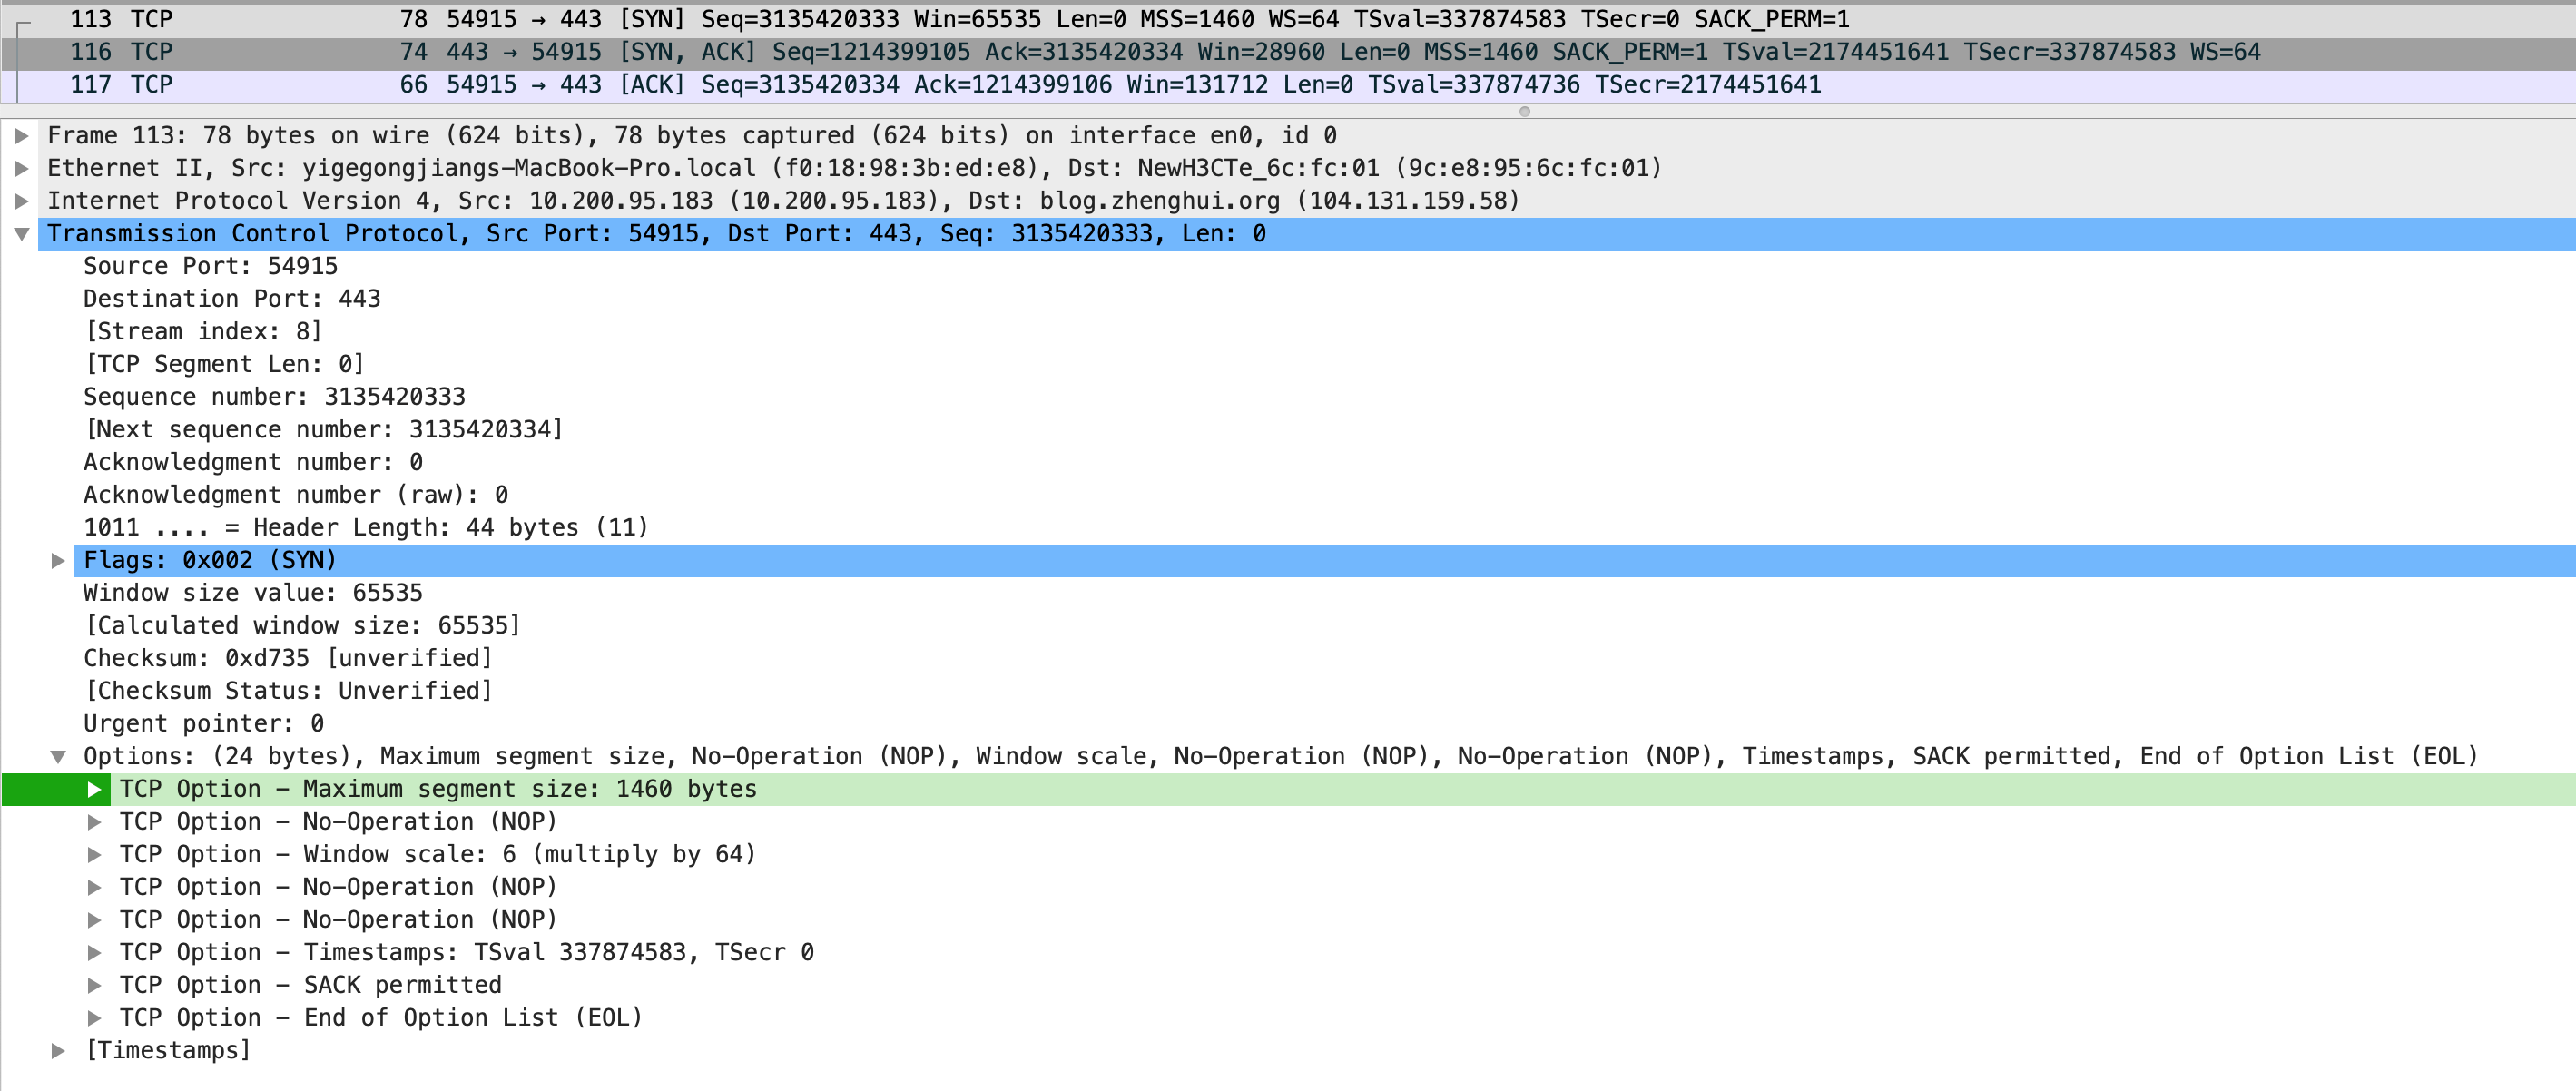 113 TCP 78 54915 → 443 [SYN] Seq=3135420333 Win=65535 Len=0 MSS=1460 WS=64 TSval=337874583 TSecr=0 SACK_PERM=1
116 TCP 74 443 → 54915 [SYN, ACK] Seq=1214399105 Ack=3135420334 Win=28960 Len=0 MSS=1460 SACK_PERM=1 TSval=2174451641 TSecr=337874583 WS=64
117 TCP 66 54915 → 443 [ACK] Seq=3135420334 Ack=1214399106 Win=131712 Len=0 TSval=337874736 TSecr=2174451641
Frame 113: 78 bytes on wire (624 bits), 78 bytes captured (624 bits) on interface en0, id 0
Ethernet II, Src: yigegongjiangs-MacBook-Pro.local (f0:18:98:3b:ed:e8), Dst: NewH3CTe_6c:fc:01 (9c:e8:95:6c:fc:01)
Internet Protocol Version 4, Src: 10.200.95.183 (10.200.95.183), Dst: blog.zhenghui.org (104.131.159.58)
Transmission Control Protocol, Src Port: 54915, Dst Port: 443, Seq: 3135420333, Len: 0
Source Port: 54915
Destination Port: 443
[Stream index: 8]
[TCP Segment Len: 0]
Sequence number: 3135420333
[Next sequence number: 3135420334]
Acknowledgment number: 0
Acknowledgment number (raw): 0
1011 .... = Header Length: 44 bytes (11)
Flags: 0x002 (SYN)
Window size value: 65535
[Calculated window size: 65535]
Checksum: 0xd735 [unverified]
[Checksum Status: Unverified]
Urgent pointer: 0
Options: (24 bytes), Maximum segment size, No-Operation (NOP), Window scale, No-Operation (NOP), No-Operation (NOP), Timestamps, SACK permitted, End of Option List (EOL)
TCP Option - Maximum segment size: 1460 bytes
TCP Option - No-Operation (NOP)
TCP Option - Window scale: 6 (multiply by 64)
TCP Option - No-Operation (NOP)
TCP Option - No-Operation (NOP)
TCP Option - Timestamps: TSval 337874583, TSecr 0
TCP Option - SACK permitted
TCP Option - End of Option List (EOL)
[Timestamps]